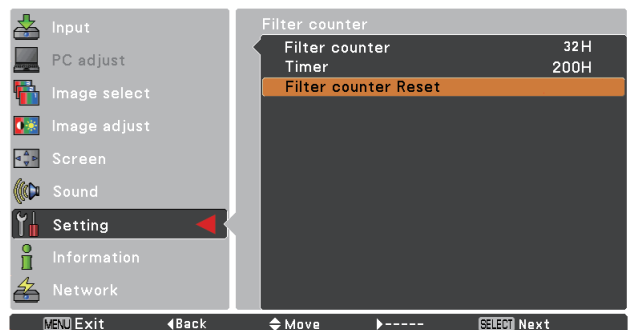 Input
PC adjust
Image select
Image adjust
Screen
Sound
Setting
Information
Network
Filter counter
Filter counter 32H
Timer 200H
Filter counter Reset
MENU Exit ◀Back ◆Move ▶----- SELECT Next